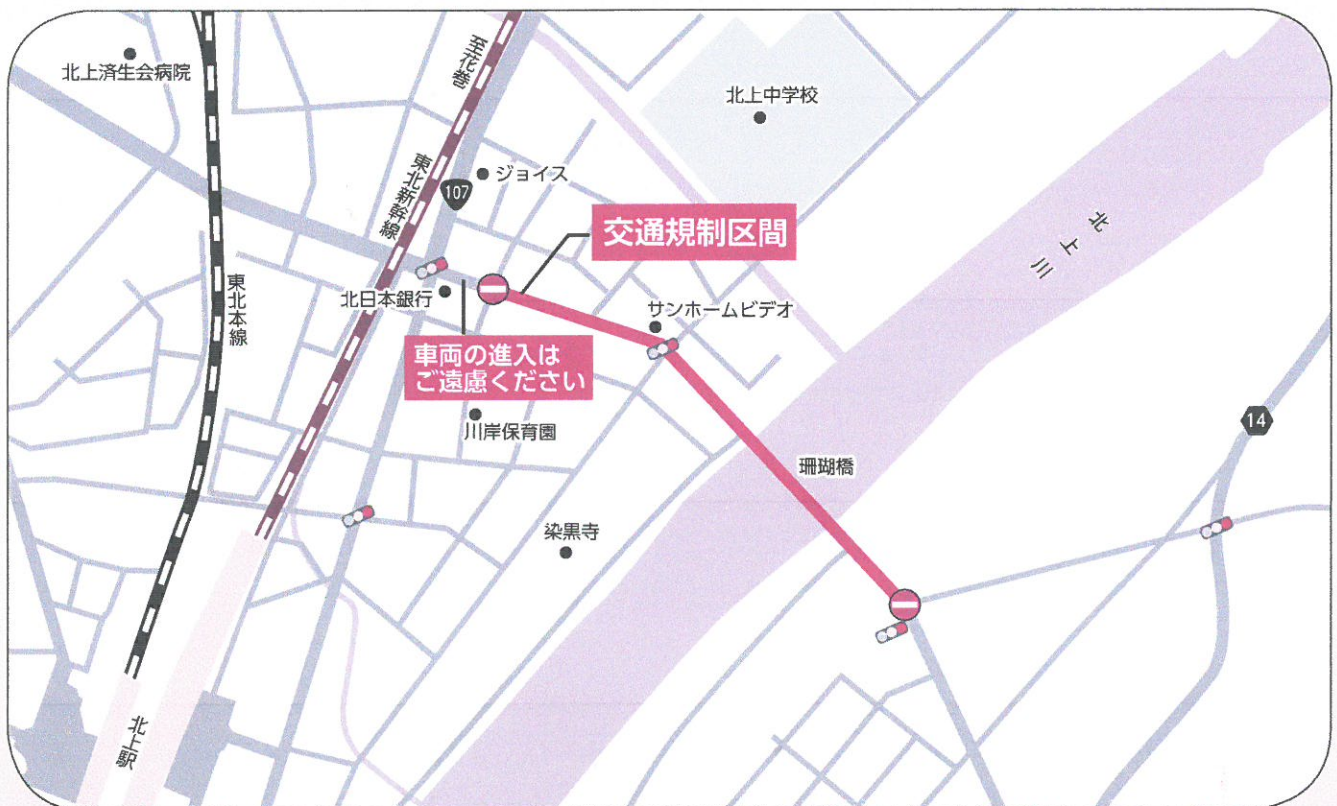 北上済生会病院
至花巻
北上中学校
ジョイス
107
東北新幹線
交通規制区間
北上川
東北本線
北日本銀行
サンホームビデオ
車両の進入は
ご遠慮ください
川岸保育園
14
珊瑚橋
染黒寺
北上駅